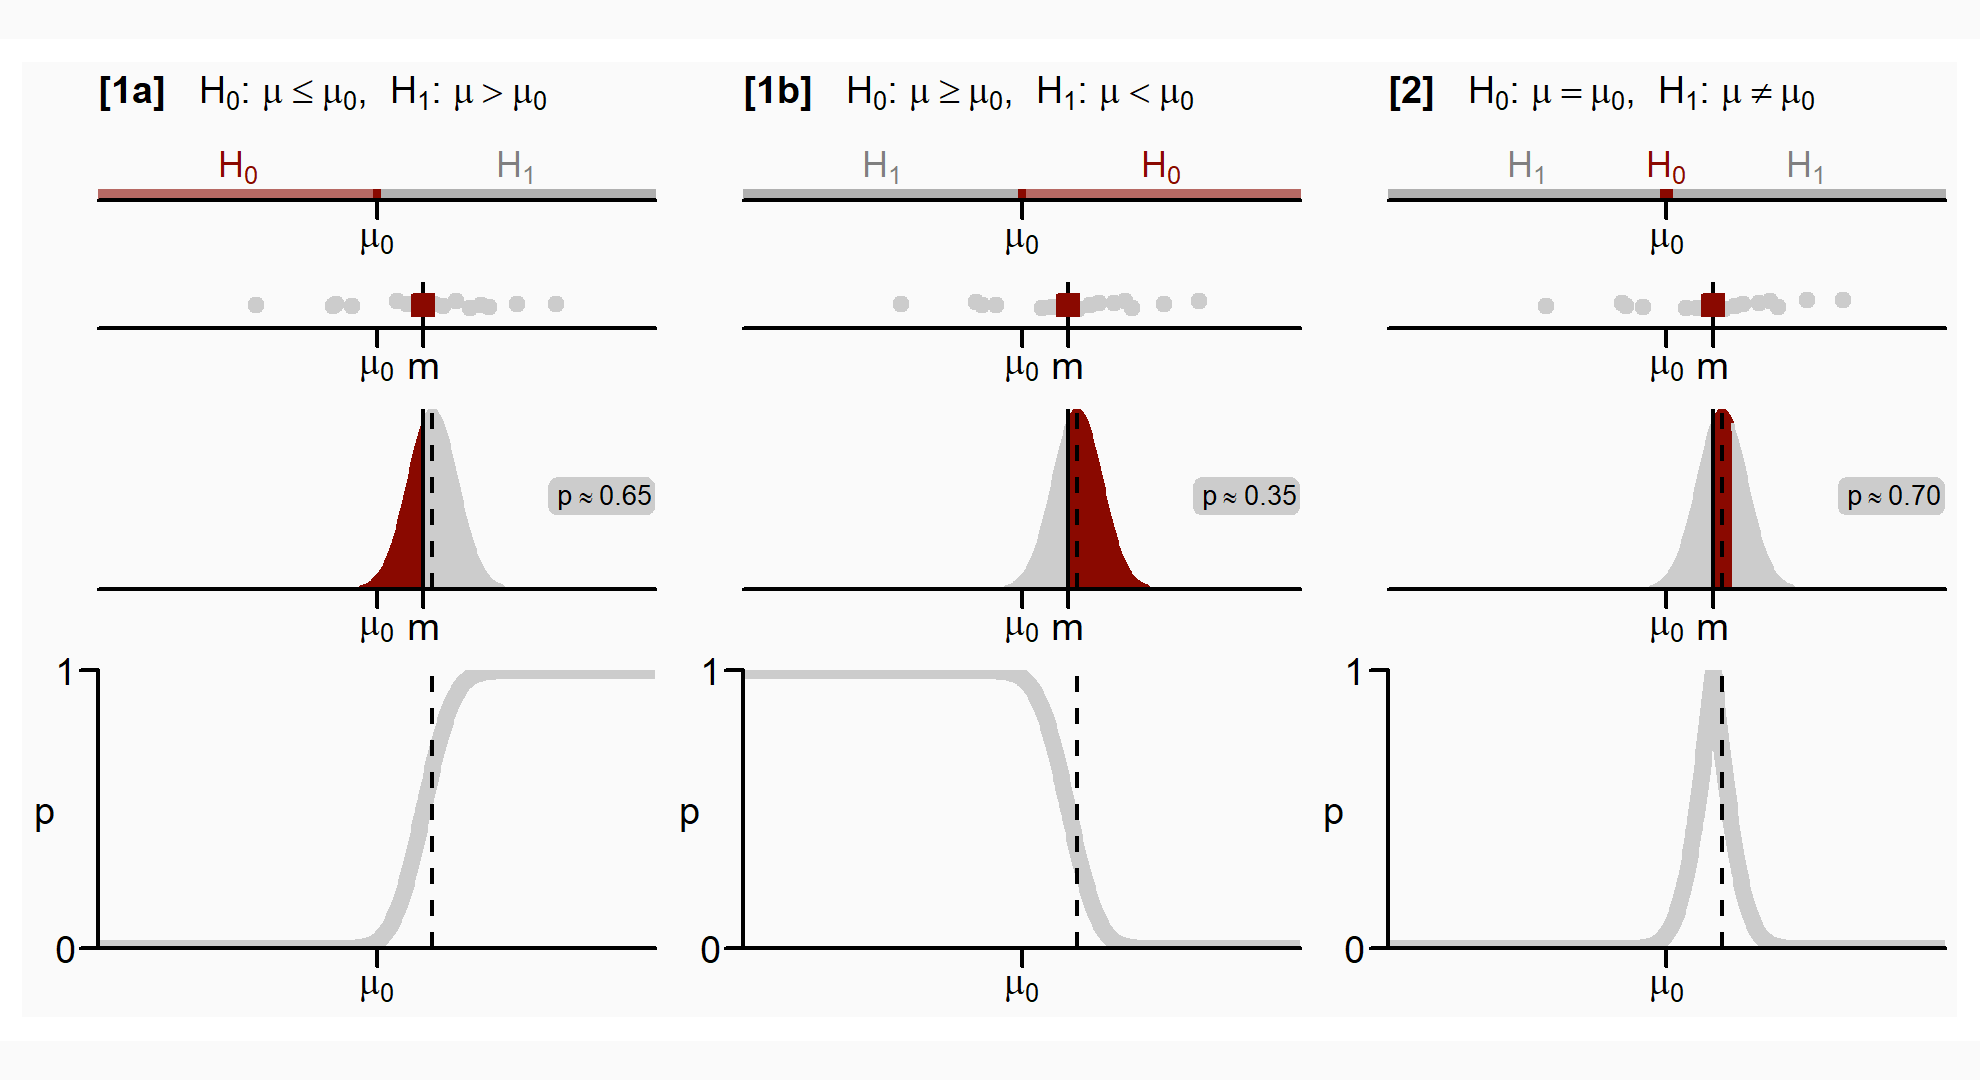 [1a] H₀: μ ≤ μ₀, H₁: μ > μ₀
H₀ H₁
μ₀
μ₀ m
p ≈ 0.65
μ₀ m
1
p
0
μ₀
[1b] H₀: μ ≥ μ₀, H₁: μ < μ₀
H₁ H₀
μ₀
μ₀ m
p ≈ 0.35
μ₀ m
1
p
0
μ₀
[2] H₀: μ = μ₀, H₁: μ ≠ μ₀
H₁ H₀ H₁
μ₀
μ₀ m
p ≈ 0.70
μ₀ m
1
p
0
μ₀